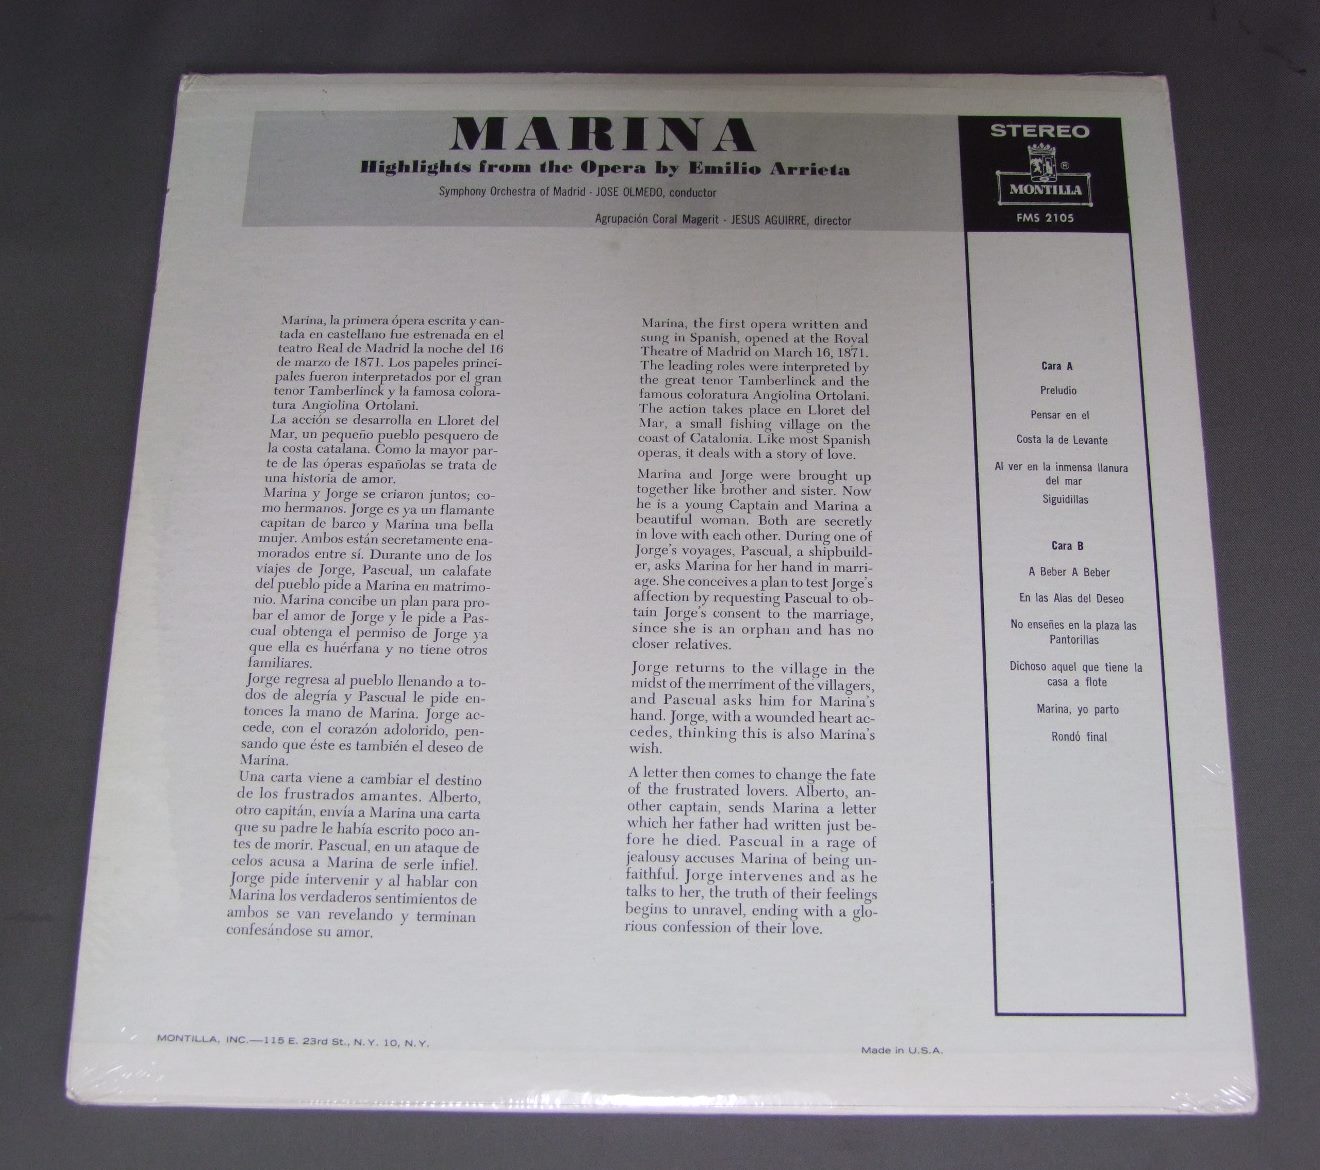 MARINA
Highlights from the Opera by Emilio Arrieta
Symphony Orchestra of Madrid - JOSE OLMEDO, conductor
Agrupación Coral Magerit - JESUS AGUIRRE, director
STEREO
®
MONTILLA
FMS 2105
Marina, la primera ópera escrita y can-
tada en castellano fue estrenada en el
teatro Real de Madrid la noche del 16
de marzo de 1871. Los papeles princi-
pales fueron interpretados por el gran
tenor Tamberlinck y la famosa colora-
tura Angiolina Ortolani.
La acción se desarrolla en Lloret del
Mar, un pequeño pueblo pesquero de
la costa catalana. Como la mayor par-
te de las óperas españolas se trata de
una historia de amor.
Marina y Jorge se criaron juntos; co-
mo hermanos. Jorge es ya un flamante
capitan de barco y Marina una bella
mujer. Ambos están secretamente ena-
morados entre sí. Durante uno de los
viajes de Jorge, Pascual, un calafate
del pueblo pide a Marina en matrimo-
nio. Marina concibe un plan para pro-
bar el amor de Jorge y le pide a Pas-
cual obtenga el permiso de Jorge ya
que ella es huérfana y no tiene otros
familiares.
Jorge regresa al pueblo llenando a to-
dos de alegría y Pascual le pide en-
tonces la mano de Marina. Jorge ac-
cede, con el corazón adolorido, pen-
sando que éste es también el deseo de
Marina.
Una carta viene a cambiar el destino
de los frustrados amantes. Alberto,
otro capitán, envía a Marina una carta
que su padre le había escrito poco an-
tes de morir. Pascual, en un ataque de
celos acusa a Marina de serle infiel.
Jorge pide intervenir y al hablar con
Marina los verdaderos sentimientos de
ambos se van revelando y terminan
confesándose su amor.
Marina, the first opera written and
sung in Spanish, opened at the Royal
Theatre of Madrid on March 16, 1871.
The leading roles were interpreted by
the great tenor Tamberlinck and the
famous coloratura Angiolina Ortolani.
The action takes place en Lloret del
Mar, a small fishing village on the
coast of Catalonia. Like most Spanish
operas, it deals with a story of love.
Marina and Jorge were brought up
together like brother and sister. Now
he is a young Captain and Marina a
beautiful woman. Both are secretly
in love with each other. During one of
Jorge's voyages, Pascual, a shipbuild-
er, asks Marina for her hand in marri-
age. She conceives a plan to test Jorge's
affection by requesting Pascual to ob-
tain Jorge's consent to the marriage,
since she is an orphan and has no
closer relatives.
Jorge returns to the village in the
midst of the merriment of the villagers,
and Pascual asks him for Marina's
hand. Jorge, with a wounded heart ac-
cedes, thinking this is also Marina's
wish.
A letter then comes to change the fate
of the frustrated lovers. Alberto, an-
other captain, sends Marina a letter
which her father had written just be-
fore he died. Pascual in a rage of
jealousy accuses Marina of being un-
faithful. Jorge intervenes and as he
talks to her, the truth of their feelings
begins to unravel, ending with a glo-
rious confession of their love.
Cara A
Preludio
Pensar en el
Costa la de Levante
Al ver en la inmensa llanura
del mar
Siguidillas
Cara B
A Beber A Beber
En las Alas del Deseo
No enseñes en la plaza las
Pantorillas
Dichoso aquel que tiene la
casa a flote
Marina, yo parto
Rondó final
MONTILLA, INC.—115 E. 23rd St., N.Y. 10, N.Y.
Made in U.S.A.